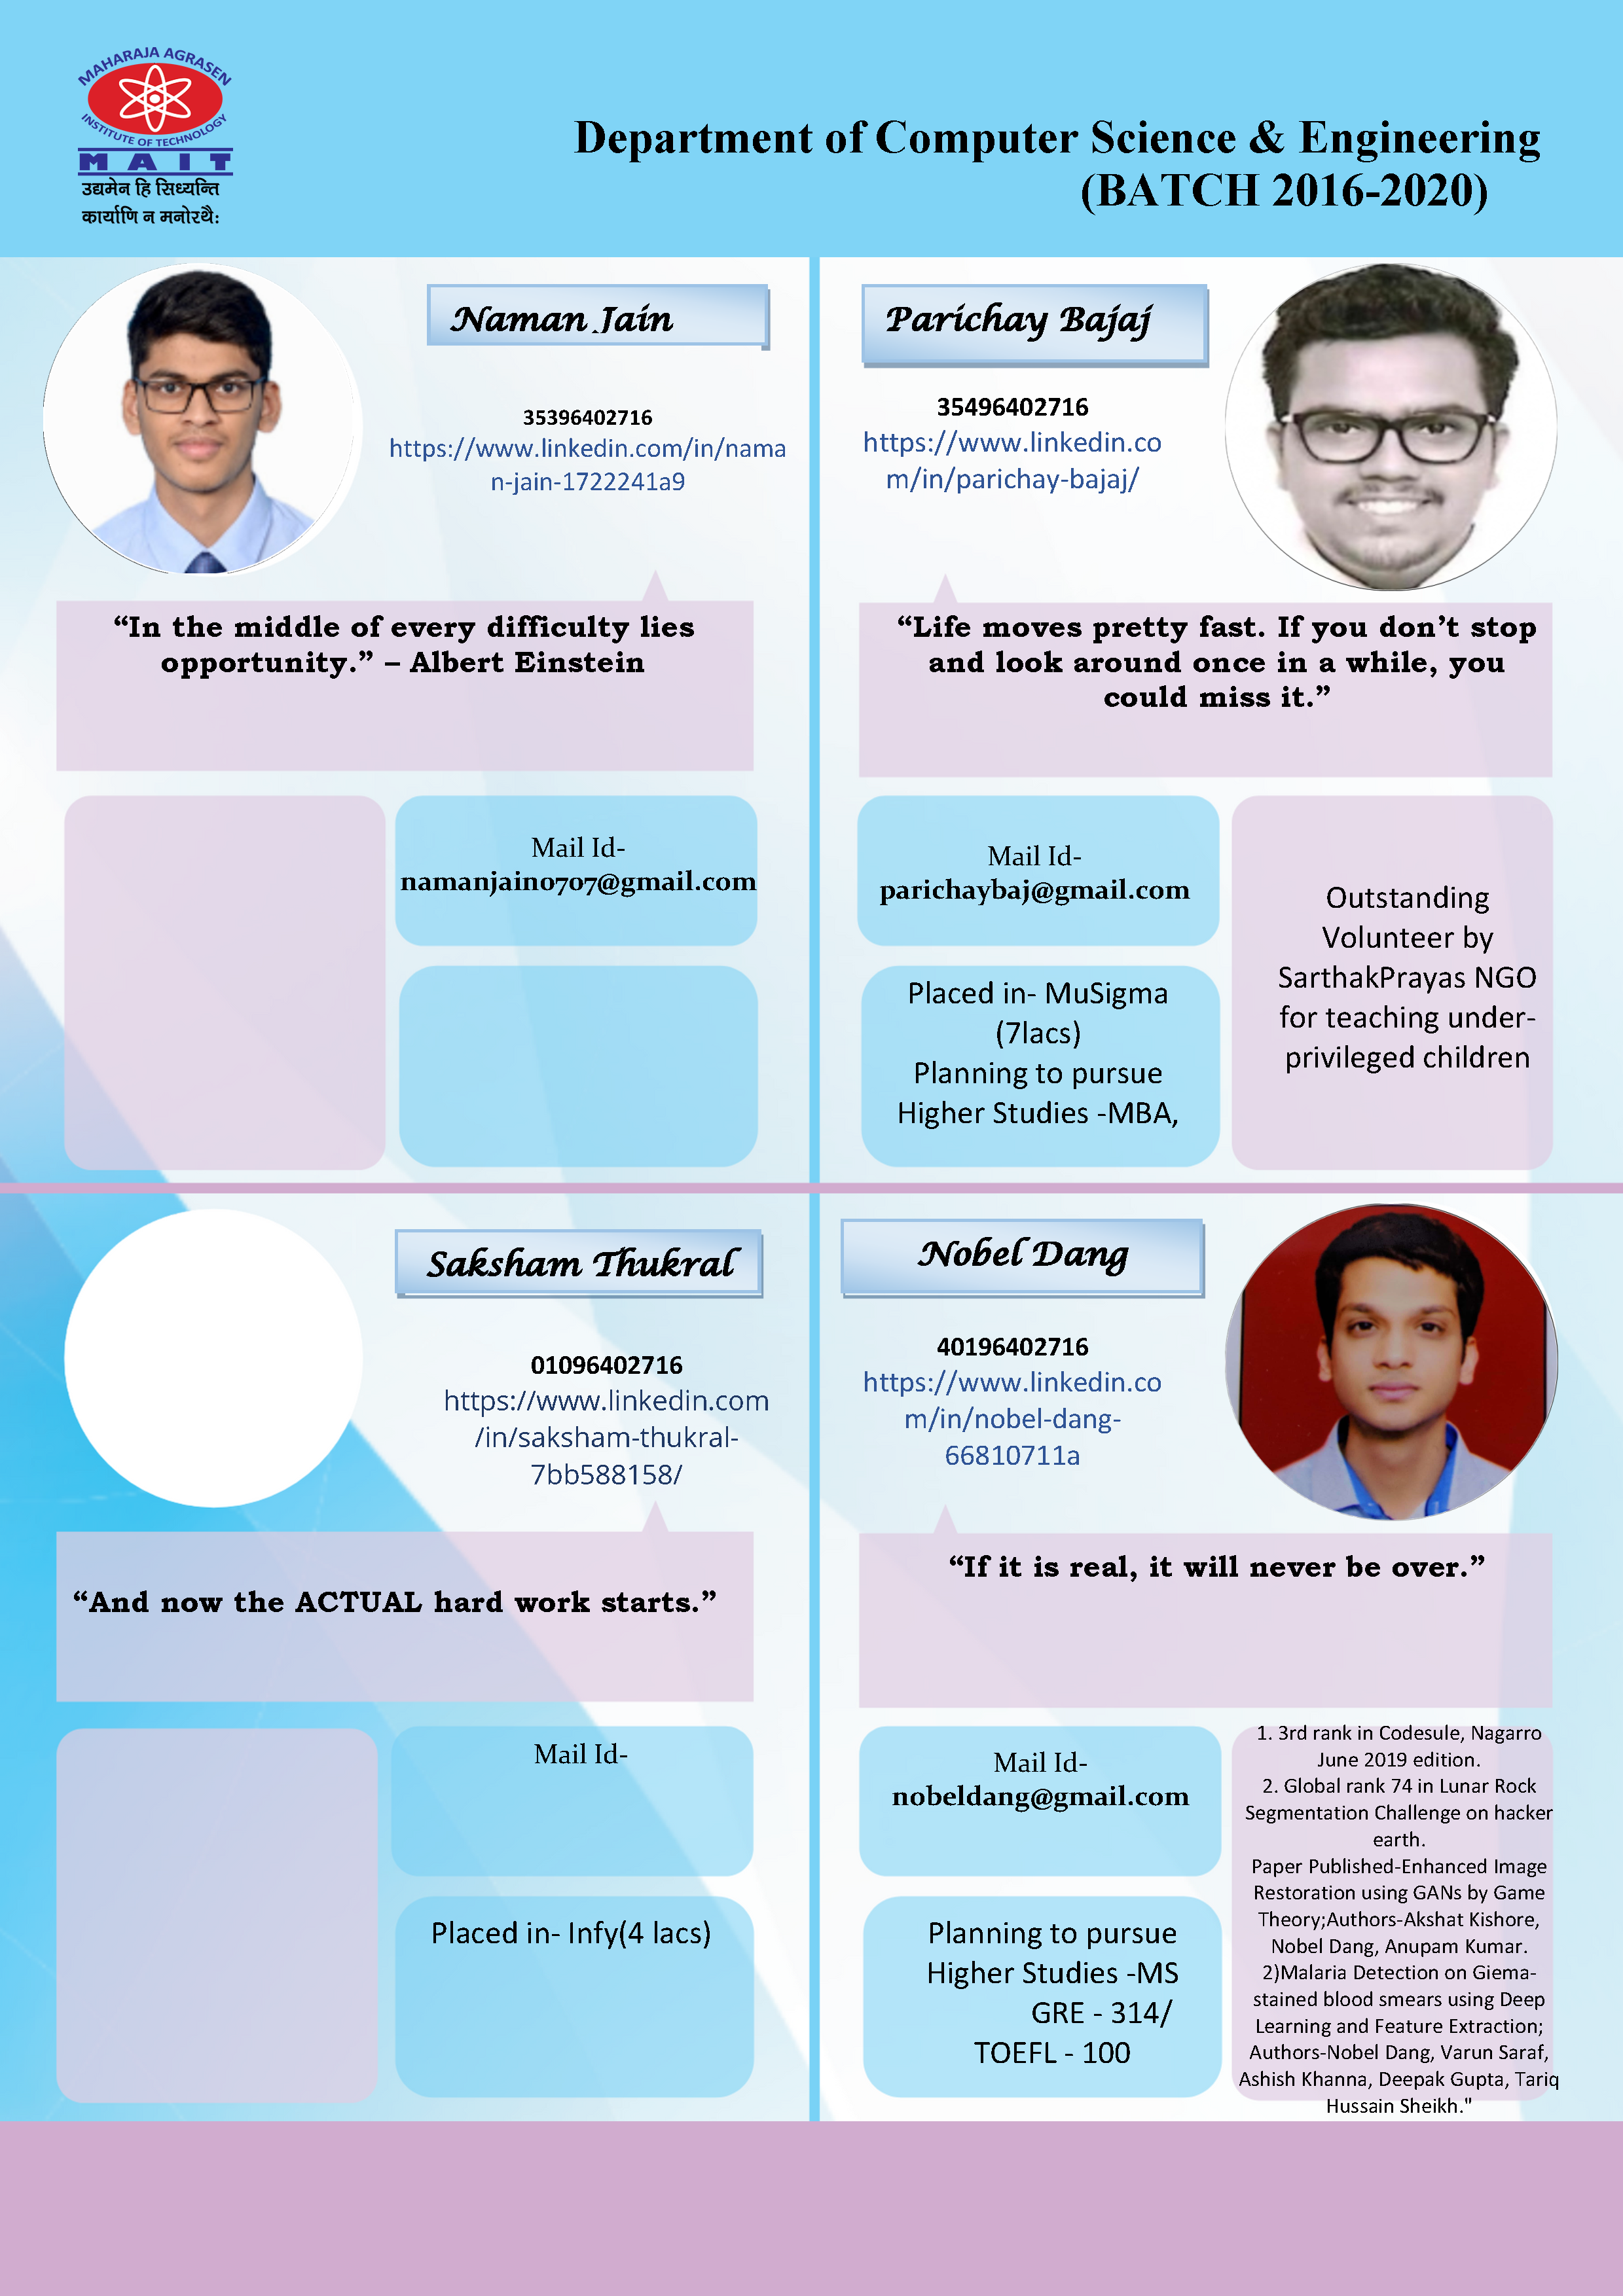 MAHARAJA AGRASEN
INSTITUTE OF TECHNOLOGY
MAIT
उद्यमेन हि सिध्यन्ति
कार्याणि न मनोरथै:
Department of Computer Science & Engineering
(BATCH 2016-2020)
Naman Jain
35396402716
https://www.linkedin.com/in/nama
n-jain-1722241a9
“In the middle of every difficulty lies
opportunity.” – Albert Einstein
Mail Id-
namanjain0707@gmail.com
Parichay Bajaj
35496402716
https://www.linkedin.co
m/in/parichay-bajaj/
“Life moves pretty fast. If you don’t stop
and look around once in a while, you
could miss it.”
Mail Id-
parichaybaj@gmail.com
Placed in- MuSigma
(7lacs)
Planning to pursue
Higher Studies -MBA,
Outstanding
Volunteer by
SarthakPrayas NGO
for teaching under-
privileged children
Saksham Thukral
01096402716
https://www.linkedin.com
/in/saksham-thukral-
7bb588158/
“And now the ACTUAL hard work starts.”
Mail Id-
Placed in- Infy(4 lacs)
Nobel Dang
40196402716
https://www.linkedin.co
m/in/nobel-dang-
66810711a
“If it is real, it will never be over.”
Mail Id-
nobeldang@gmail.com
Planning to pursue
Higher Studies -MS
GRE - 314/
TOEFL - 100
1. 3rd rank in Codesule, Nagarro
June 2019 edition.
2. Global rank 74 in Lunar Rock
Segmentation Challenge on hacker
earth.
Paper Published-Enhanced Image
Restoration using GANs by Game
Theory;Authors-Akshat Kishore,
Nobel Dang, Anupam Kumar.
2)Malaria Detection on Giema-
stained blood smears using Deep
Learning and Feature Extraction;
Authors-Nobel Dang, Varun Saraf,
Ashish Khanna, Deepak Gupta, Tariq
Hussain Sheikh."